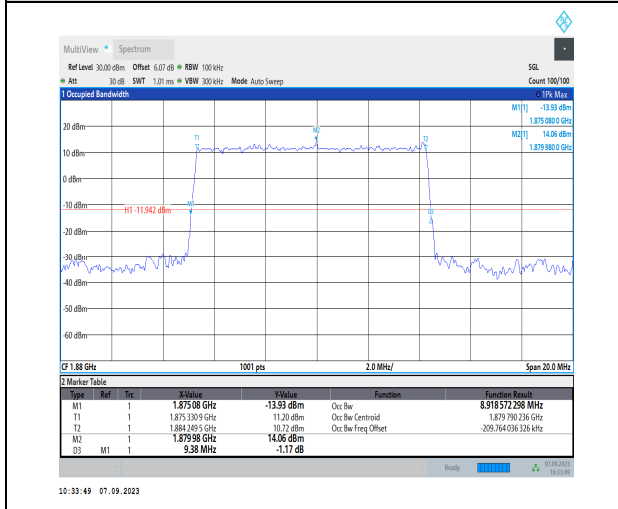 MultiView Spectrum
Ref Level 30.00 dBm Offset 6.07 dB RBW 100 kHz SGL
Att 30 dB SWT 1.01 ms VBW 300 kHz Mode Auto Sweep Count 100/100
1 Occupied Bandwidth 1Pk Max
M1[1] -13.93 dBm
1.875 080 0 GHz
M2[1] 14.06 dBm
1.879 980 0 GHz
20 dBm
T1 M2 T2
10 dBm
0 dBm
-10 dBm M1
H1 -11.942 dBm D3
-20 dBm
-30 dBm
-40 dBm
-50 dBm
-60 dBm
CF 1.88 GHz 1001 pts 2.0 MHz/ Span 20.0 MHz
2 Marker Table
Type Ref Trc X-Value Y-Value Function Function Result
M1 1 1.875 08 GHz -13.93 dBm Occ Bw 8.918 572 298 MHz
T1 1 1.875 330 9 GHz 11.20 dBm Occ Bw Centroid 1.879 790 236 GHz
T2 1 1.884 249 5 GHz 10.72 dBm Occ Bw Freq Offset -209.764 036 326 kHz
M2 1 1.879 98 GHz 14.06 dBm
D3 M1 1 9.38 MHz -1.17 dB
Ready 07.09.2023
10:33:49
10:33:49 07.09.2023